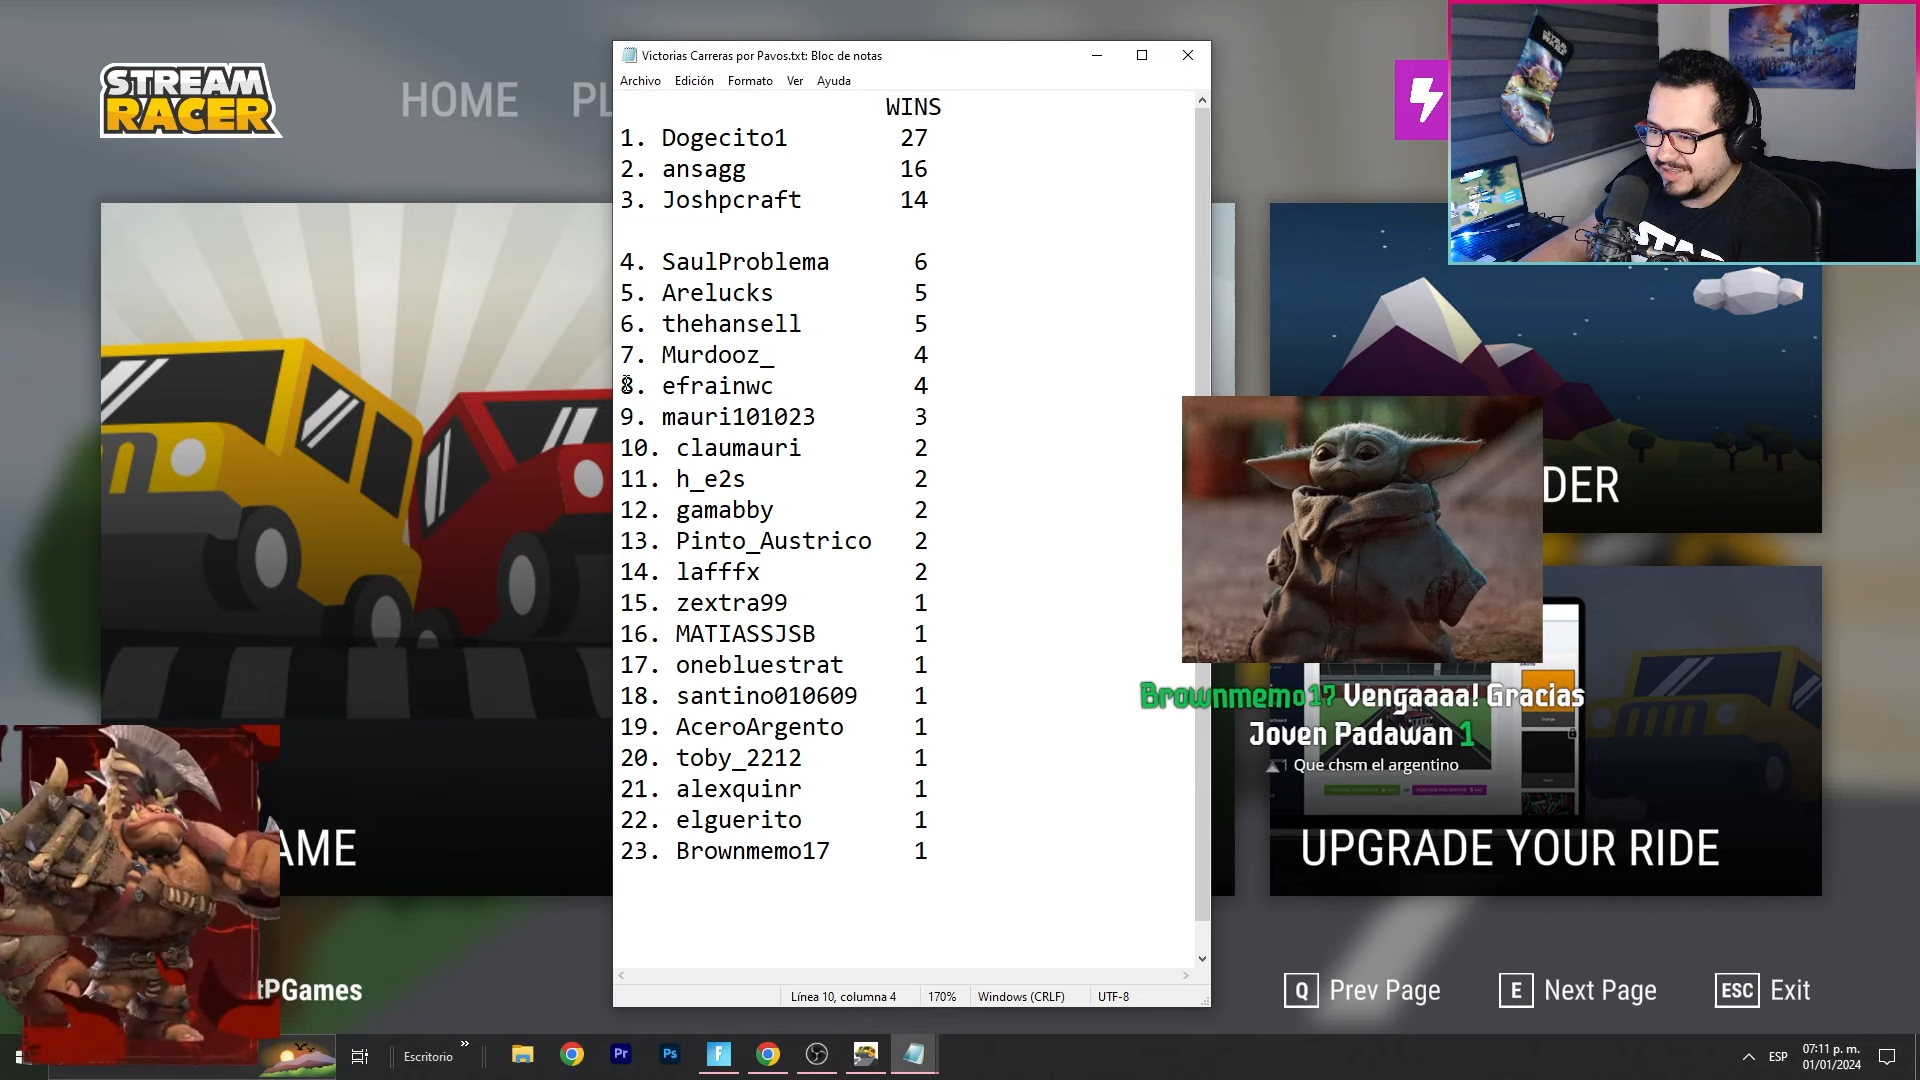 STREAM
RACER
HOME
PL
Victorias Carreras por Pavos.txt: Bloc de notas
Archivo Edición Formato Ver Ayuda
WINS
1. Dogecito1 27
2. ansagg 16
3. Joshpcraft 14
4. SaulProblema 6
5. Arelucks 5
6. thehansell 5
7. Murdooz_ 4
8. efrainwc 4
9. mauri101023 3
10. claumauri 2
11. h_e2s 2
12. gamabby 2
13. Pinto_Austrico 2
14. lafffx 2
15. zextra99 1
16. MATIASSJSB 1
17. onebluestrat 1
18. santino010609 1
19. AceroArgento 1
20. toby_2212 1
21. alexquinr 1
22. elguerito 1
23. Brownmemo17 1
Línea 10, columna 4 170% Windows (CRLF) UTF-8
STAR
WARS
DER
Brownmemo17 Vengaaaa! Gracias
Joven Padawan 1
1 Que chsm el argentino
AME
UPGRADE YOUR RIDE
tPGames
Q Prev Page E Next Page ESC Exit
Escritorio
Pr
Ps
F
ESP
07:11 p. m.
01/01/2024